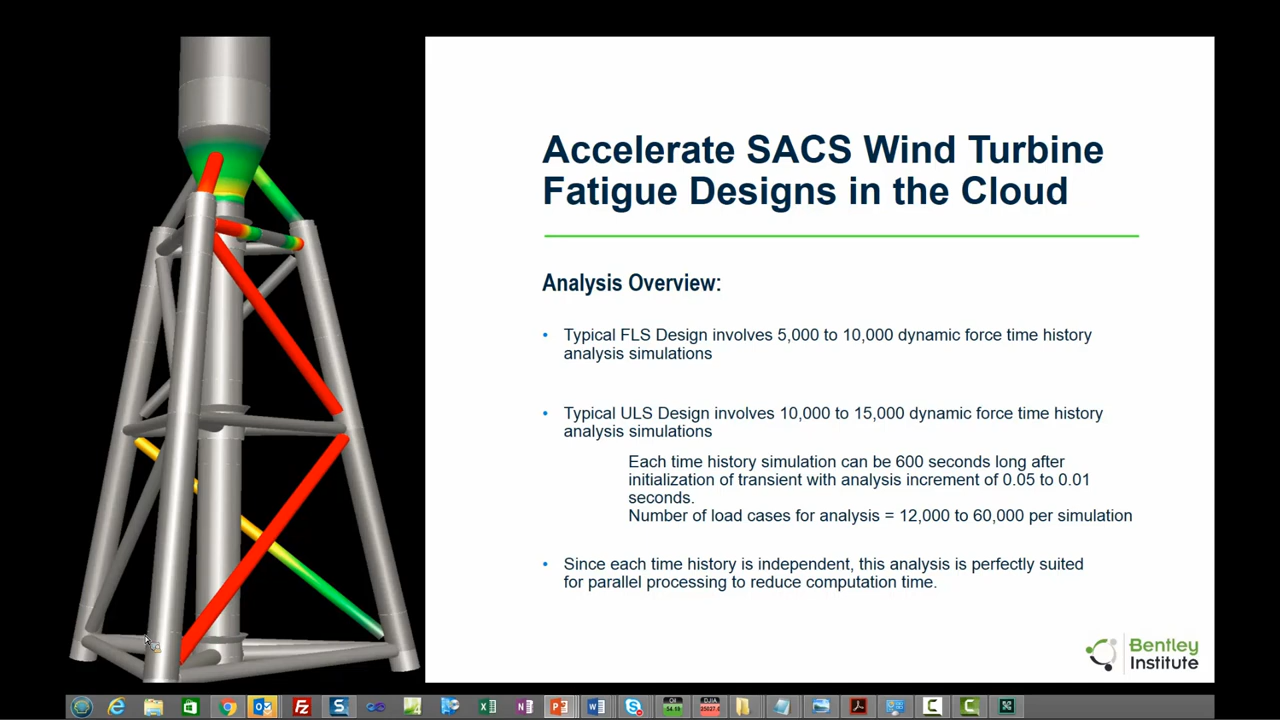 Accelerate SACS Wind Turbine
Fatigue Designs in the Cloud
Analysis Overview:
• Typical FLS Design involves 5,000 to 10,000 dynamic force time history
analysis simulations
• Typical ULS Design involves 10,000 to 15,000 dynamic force time history
analysis simulations
Each time history simulation can be 600 seconds long after
initialization of transient with analysis increment of 0.05 to 0.01
seconds.
Number of load cases for analysis = 12,000 to 60,000 per simulation
• Since each time history is independent, this analysis is perfectly suited
for parallel processing to reduce computation time.
Bentley
Institute